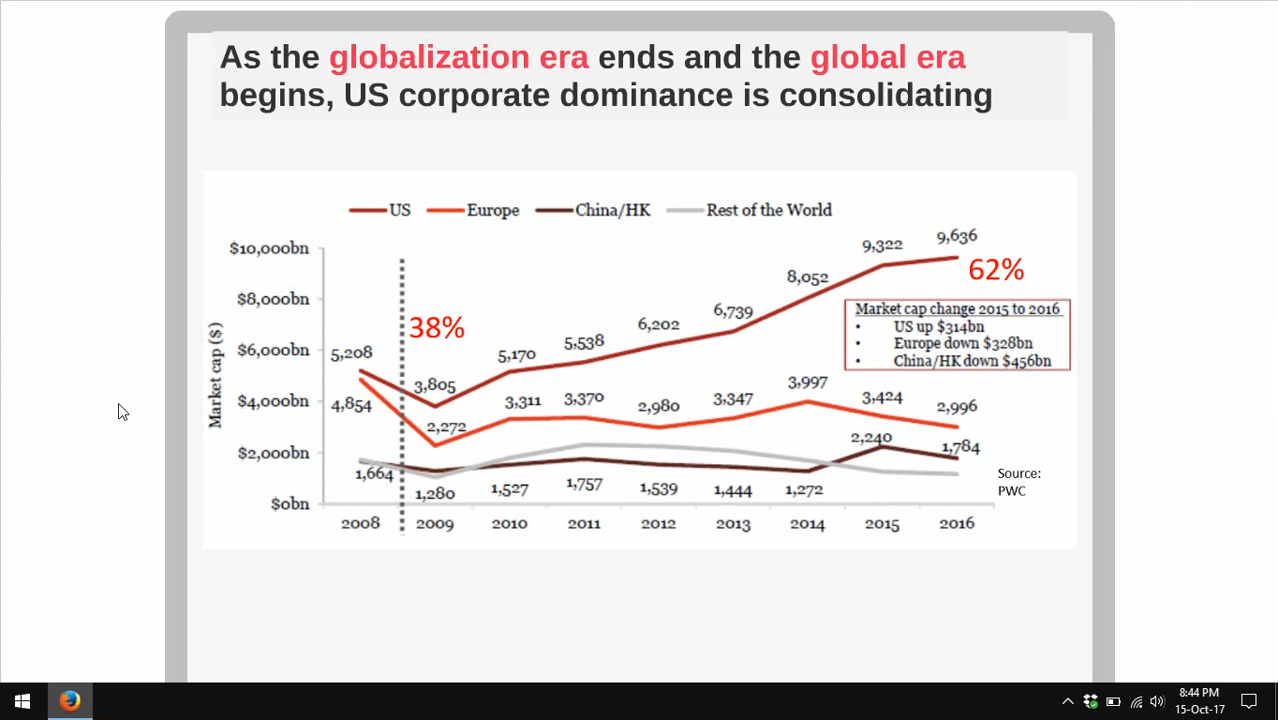 As the globalization era ends and the global era
begins, US corporate dominance is consolidating
US Europe China/HK Rest of the World
Market cap ($)
$10,000bn
$8,000bn
$6,000bn
$4,000bn
$2,000bn
$0bn
5,208 3,805 5,170 5,538 6,202 6,739 8,052 9,322 9,636
38%
62%
4,854 2,272 3,311 3,370 2,980 3,347 3,997 3,424 2,996
1,664 1,280 1,527 1,757 1,539 1,444 1,272 2,240 1,784
Market cap change 2015 to 2016
• US up $314bn
• Europe down $328bn
• China/HK down $456bn
Source:
PWC
2008 2009 2010 2011 2012 2013 2014 2015 2016
8:44 PM
15-Oct-17